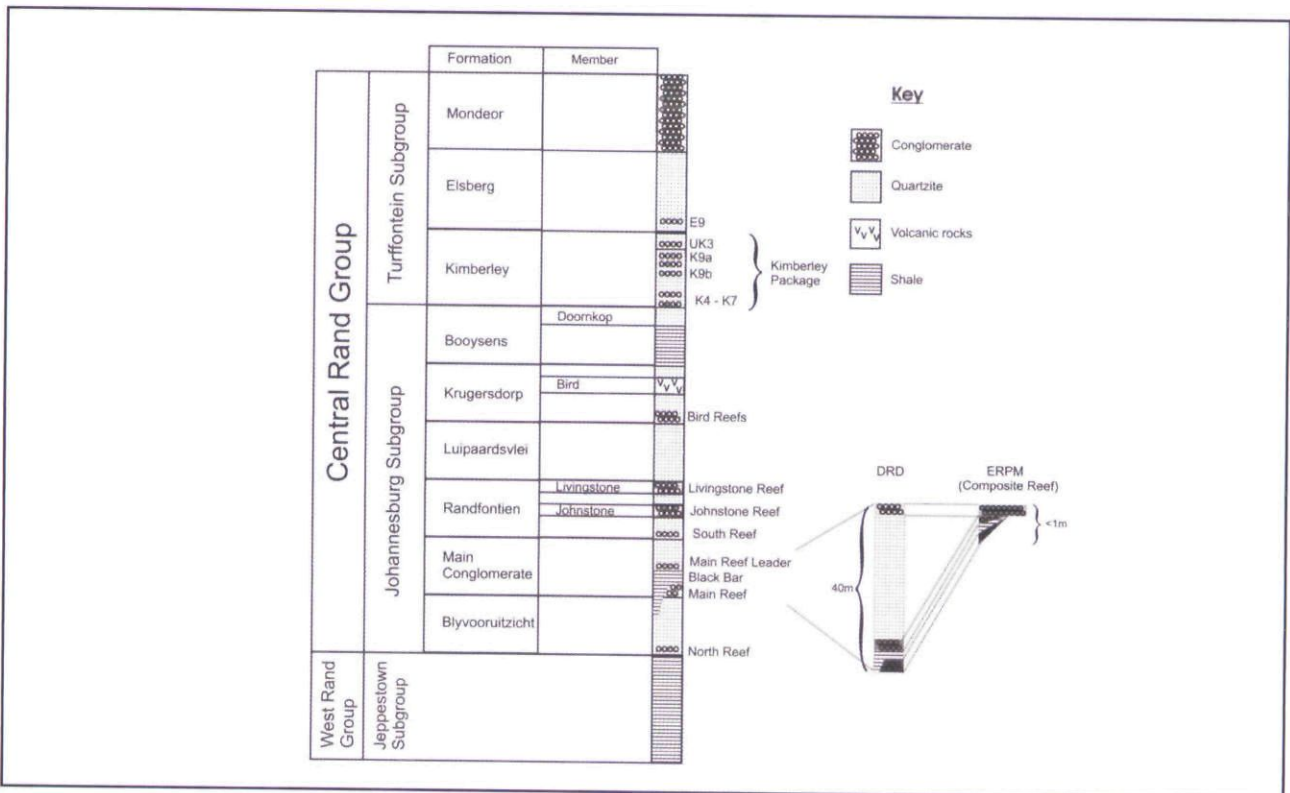 Formation
Member
Central Rand Group
Turffontein Subgroup
Mondeor
Elsberg
E9
Kimberley
UK3
K9a
K9b
K4 - K7
Kimberley
Package
Johannesburg Subgroup
Doornkop
Booysens
Krugersdorp
Bird
Bird Reefs
Luipaardsvlei
Randfontien
Livingstone
Livingstone Reef
Johnstone
Johnstone Reef
South Reef
Main
Conglomerate
Main Reef Leader
Black Bar
Main Reef
Blyvooruitzicht
North Reef
West Rand
Group
Jeppestown
Subgroup
Key
Conglomerate
Quartzite
V V V V
Volcanic rocks
Shale
V V V V
DRD
ERPM
(Composite Reef)
<1m
40m